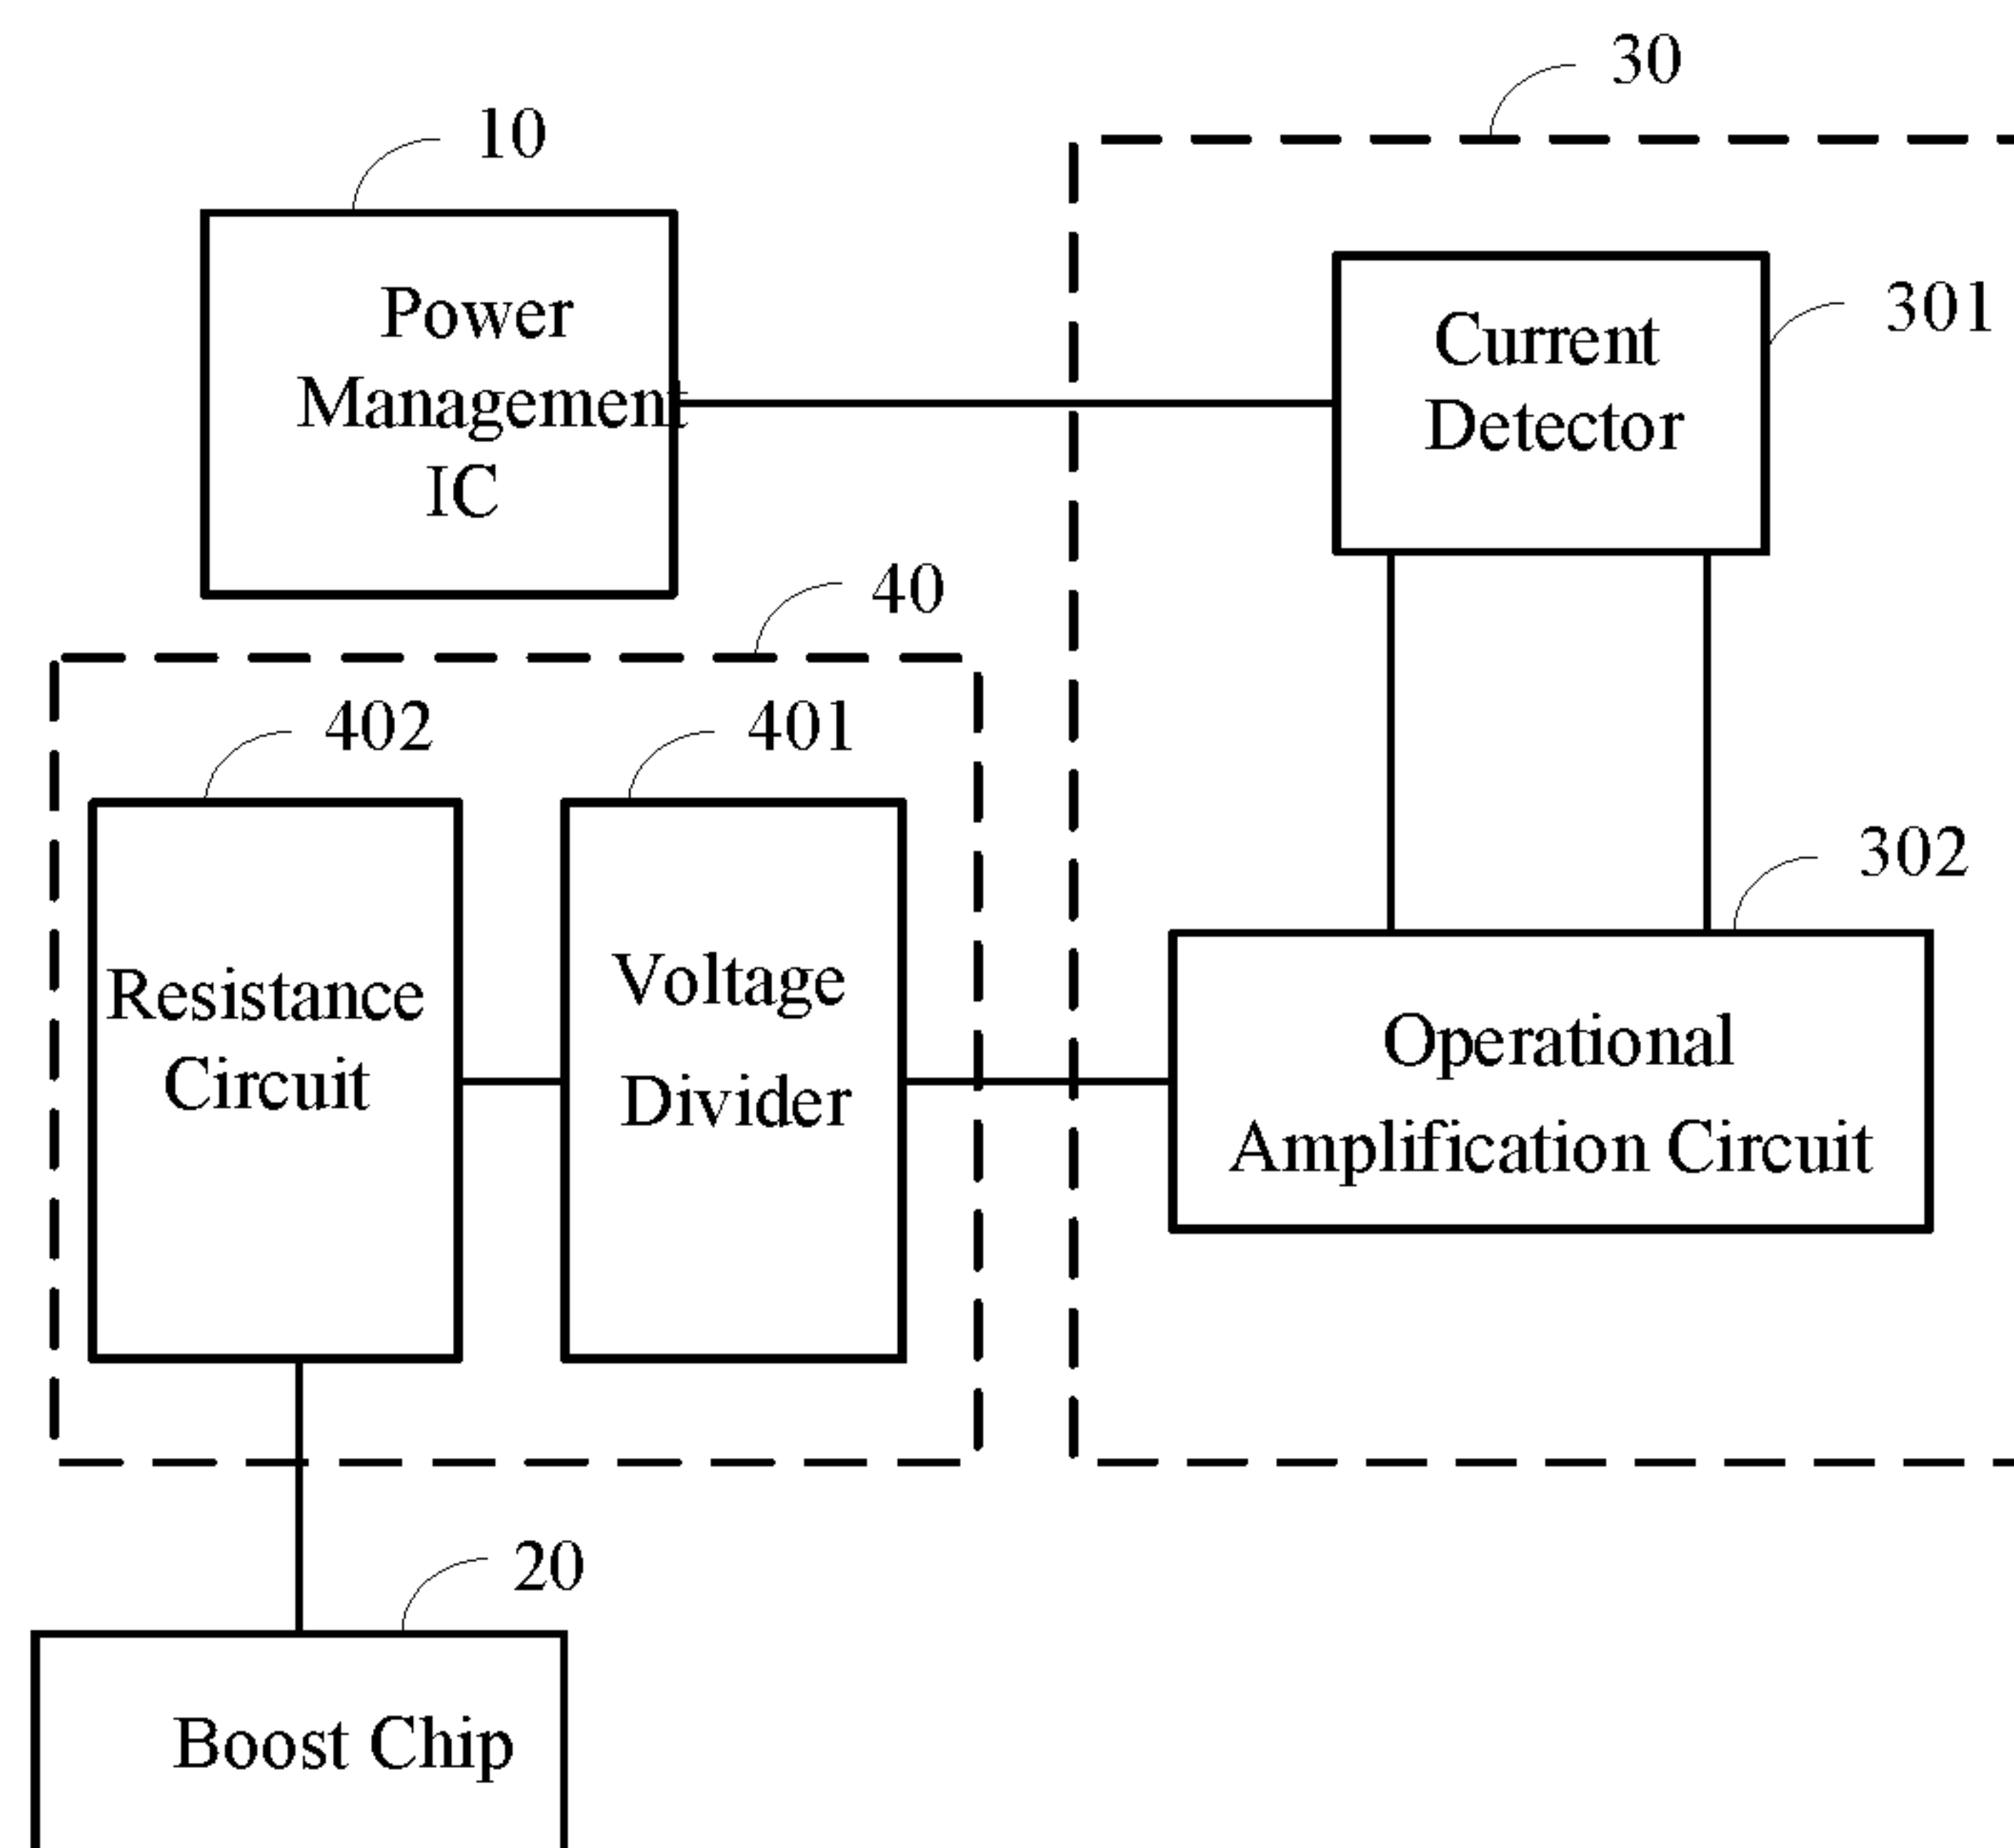 30
10
Power
Management
IC
Current
Detector
301
40
402
401
Resistance
Circuit
Voltage
Divider
302
Operational
Amplification Circuit
20
Boost Chip